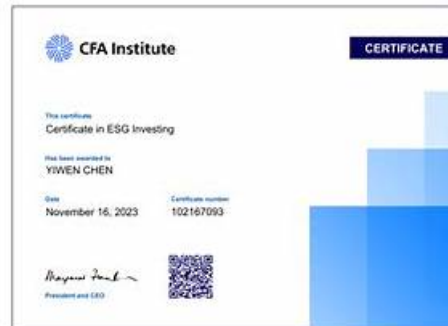 CFA Institute
CERTIFICATE
This certificate
Certificate in ESG Investing
Has been awarded to
YIWEN CHEN
Date
Certificate number
November 16, 2023
102167093
President and CEO